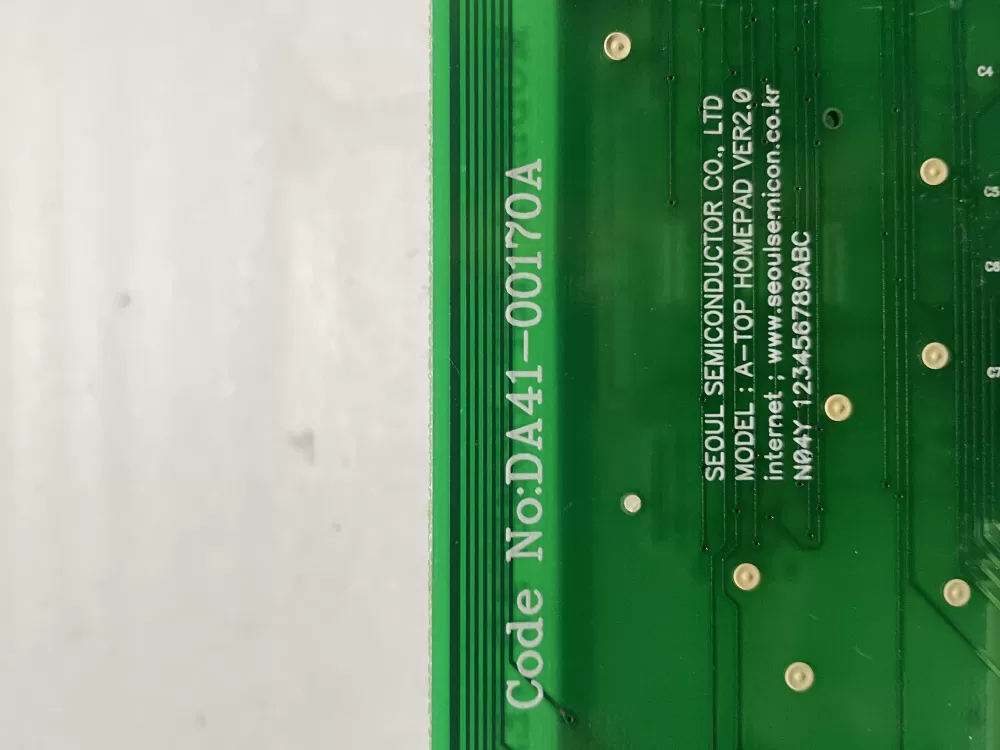 Code No:DA41-00170A
SEOUL SEMICONDUCTOR CO., LTD
MODEL : A-TOP HOMEPAD VER2.0
internet ; www.seoulsemicon.co.kr
N04Y 123456789ABC